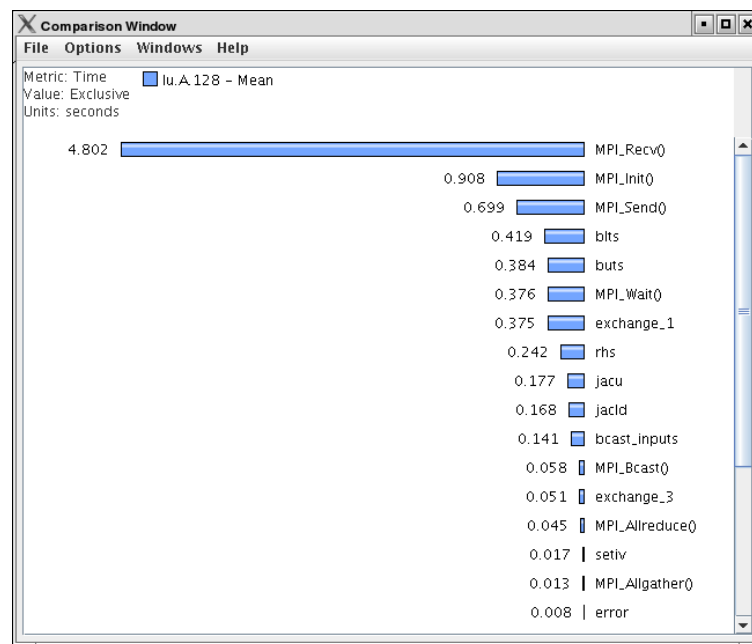 Comparison Window
File Options Windows Help
Metric: Time
lu.A.128 - Mean
Value: Exclusive
Units: seconds
4.802 MPI_Recv()
0.908 MPI_Init()
0.699 MPI_Send()
0.419 blts
0.384 buts
0.376 MPI_Wait()
0.375 exchange_1
0.242 rhs
0.177 jacu
0.168 jacld
0.141 bcast_inputs
0.058 MPI_Bcast()
0.051 exchange_3
0.045 MPI_Allreduce()
0.017 setiv
0.013 MPI_Allgather()
0.008 error